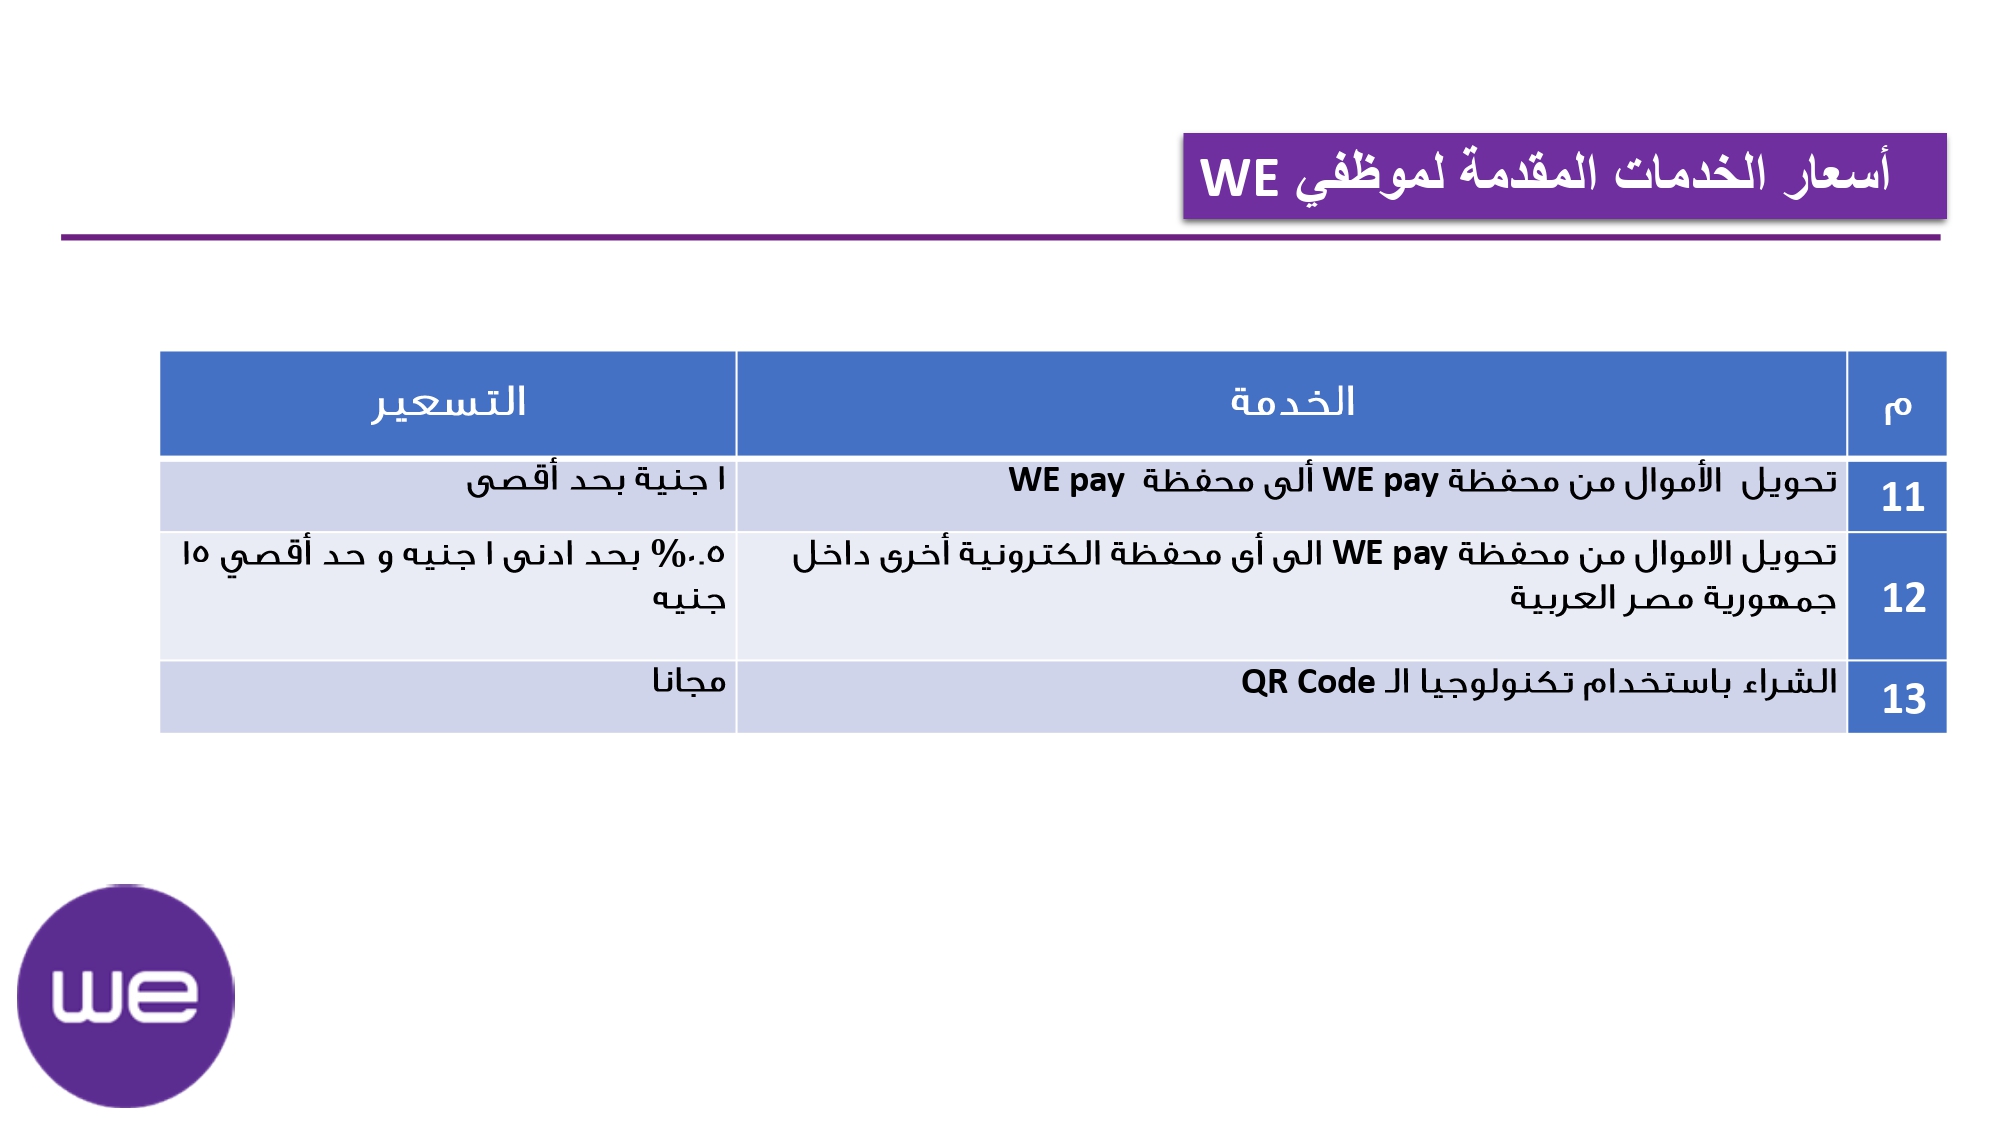 أسعار الخدمات المقدمة لموظفي WE
م
الخدمة
التسعير
11
تحويل الأموال من محفظة WE pay ألى محفظة WE pay
١ جنية بحد أقصى
12
تحويل الاموال من محفظة WE pay الى أى محفظة الكترونية أخرى داخل
جمهورية مصر العربية
٠.٥% بحد ادنى ١ جنيه و حد أقصي ١٥
جنيه
13
الشراء باستخدام تكنولوجيا الـ QR Code
مجانا
we